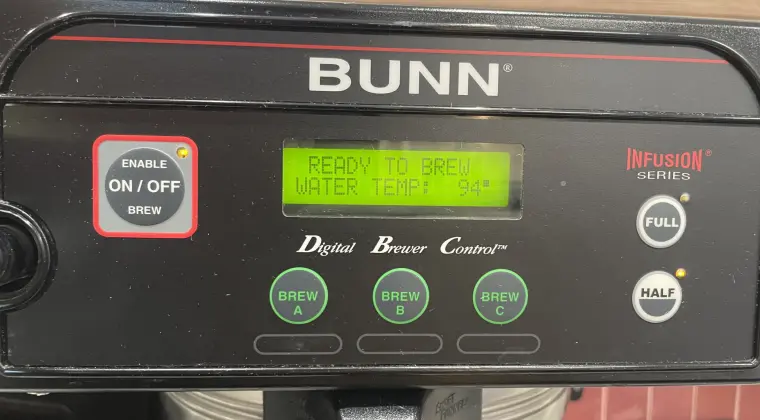 BUNN®
ENABLE
ON / OFF
BREW
READY TO BREW
WATER TEMP: 94°
INFUSION®
SERIES
Digital Brewer Control™
FULL
HALF
BREW
A
BREW
B
BREW
C